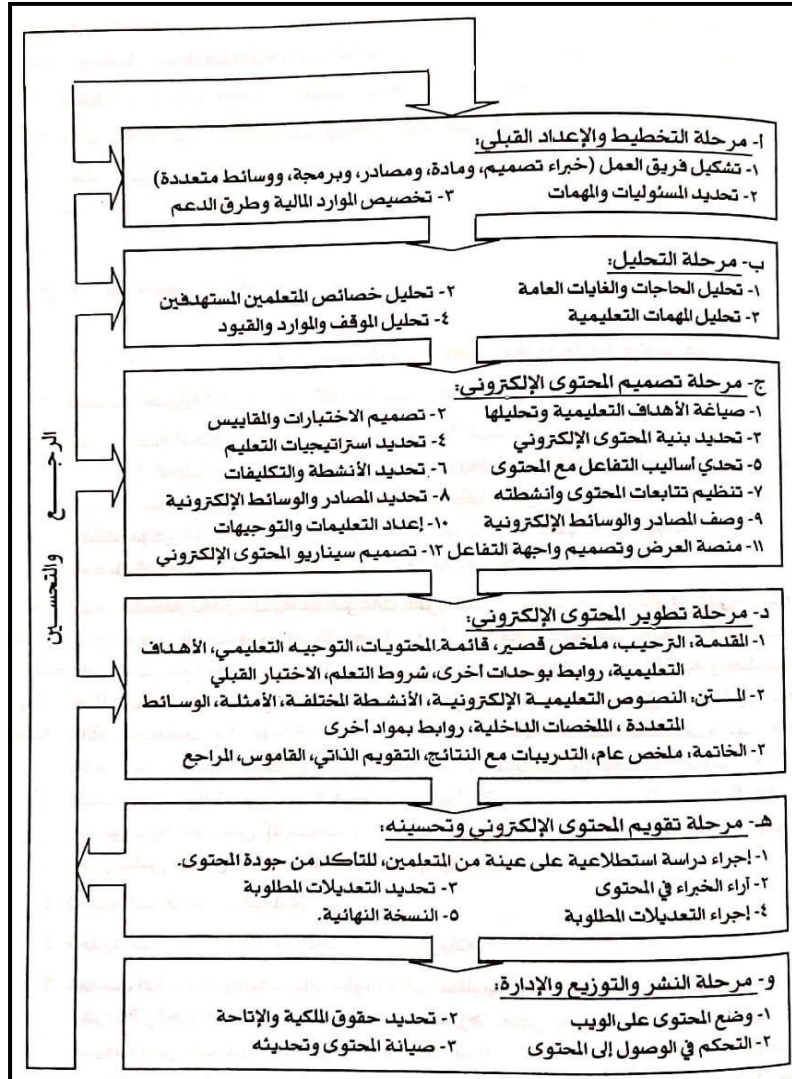 أ- مرحلة التخطيط والإعداد القبلي:
١- تشكيل فريق العمل (خبراء تصميم، ومادة، ومصادر، وبرمجة، ووسائط متعددة)
٢- تحديد المسئوليات والمهمات ٣- تخصيص الموارد المالية وطرق الدعم
ب- مرحلة التحليل:
١- تحليل الحاجات والغايات العامة ٢- تحليل خصائص المتعلمين المستهدفين
٣- تحليل المهمات التعليمية ٤- تحليل الموقف والموارد والقيود
ج- مرحلة تصميم المحتوى الإلكتروني:
١- صياغة الأهداف التعليمية وتحليلها ٢- تصميم الاختبارات والمقاييس
٣- تحديد بنية المحتوى الإلكتروني ٤- تحديد استراتيجيات التعليم
٥- تحدي أساليب التفاعل مع المحتوى ٦- تحديد الأنشطة والتكليفات
٧- تنظيم تتابعات المحتوى وأنشطته ٨- تحديد المصادر والوسائط الإلكترونية
٩- وصف المصادر والوسائط الإلكترونية ١٠- إعداد التعليمات والتوجيهات
١١- منصة العرض وتصميم واجهة التفاعل ١٢- تصميم سيناريو المحتوى الإلكتروني
د- مرحلة تطوير المحتوى الإلكتروني:
١- المقدمة: الترحيب، ملخص قصير، قائمة المحتويات، التوجيه التعليمي، الأهداف
التعليمية، روابط بوحدات أخرى، شروط التعلم، الاختبار القبلي
٢- المتن: النصوص التعليمية الإلكترونية، الأنشطة المختلفة، الأمثلة، الوسائط
المتعددة، الملخصات الداخلية، روابط بمواد أخرى
٣- الخاتمة: ملخص عام، التدريبات مع النتائج، التقويم الذاتي، القاموس، المراجع
هـ- مرحلة تقويم المحتوى الإلكتروني وتحسينه:
١- إجراء دراسة استطلاعية على عينة من المتعلمين، للتأكد من جودة المحتوى.
٢- آراء الخبراء في المحتوى ٣- تحديد التعديلات المطلوبة
٤- إجراء التعديلات المطلوبة ٥- النسخة النهائية.
و- مرحلة النشر والتوزيع والإدارة:
١- وضع المحتوى على الويب ٢- تحديد حقوق الملكية والإتاحة
٢- التحكم في الوصول إلى المحتوى ٣- صيانة المحتوى وتحديثه
الرجع والتحسين